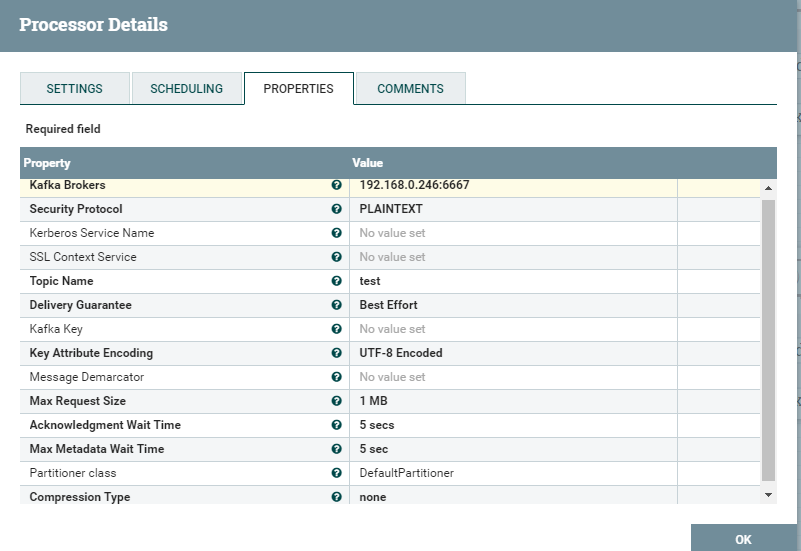 Processor Details
SETTINGS SCHEDULING PROPERTIES COMMENTS
Required field
Property Value
Kafka Brokers 192.168.0.246:6667
Security Protocol PLAINTEXT
Kerberos Service Name No value set
SSL Context Service No value set
Topic Name test
Delivery Guarantee Best Effort
Kafka Key No value set
Key Attribute Encoding UTF-8 Encoded
Message Demarcator No value set
Max Request Size 1 MB
Acknowledgment Wait Time 5 secs
Max Metadata Wait Time 5 sec
Partitioner class DefaultPartitioner
Compression Type none
OK